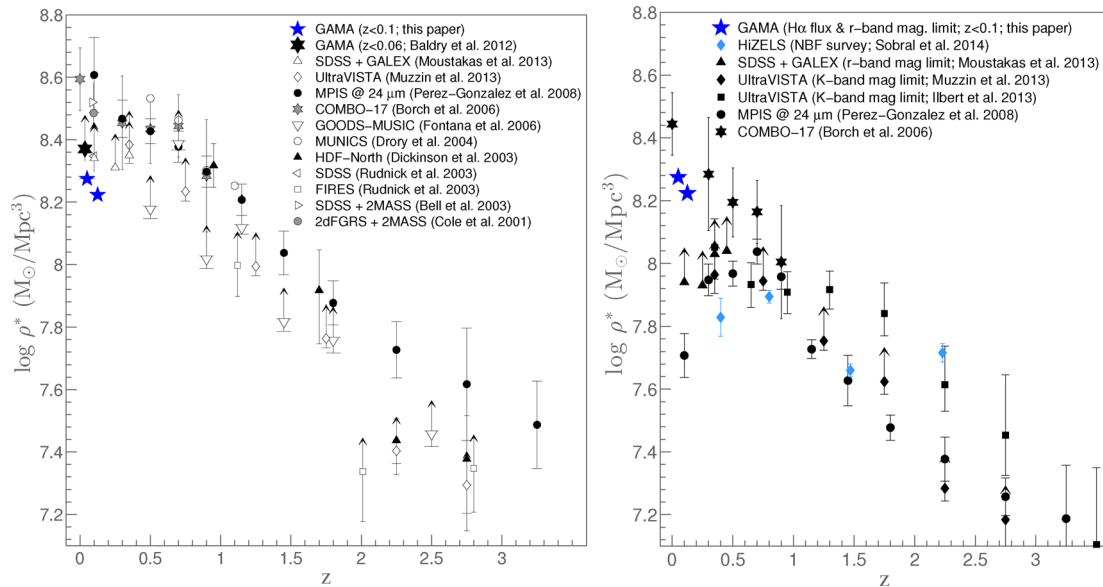 8.8
8.6
8.4
8.2
8
7.8
7.6
7.4
7.2
log ρ* (M⊙/Mpc³)
0
0.5
1
1.5
2
2.5
3
z
GAMA (z<0.1; this paper)
GAMA (z<0.06; Baldry et al. 2012)
SDSS + GALEX (Moustakas et al. 2013)
UltraVISTA (Muzzin et al. 2013)
MPIS @ 24 μm (Perez-Gonzalez et al. 2008)
COMBO-17 (Borch et al. 2006)
GOODS-MUSIC (Fontana et al. 2006)
MUNICS (Drory et al. 2004)
HDF-North (Dickinson et al. 2003)
SDSS (Rudnick et al. 2003)
FIRES (Rudnick et al. 2003)
SDSS + 2MASS (Bell et al. 2003)
2dFGRS + 2MASS (Cole et al. 2001)
8.8
8.6
8.4
8.2
8
7.8
7.6
7.4
7.2
log ρ* (M⊙/Mpc³)
0
0.5
1
1.5
2
2.5
3
z
GAMA (Hα flux & r-band mag. limit; z<0.1; this paper)
HiZELS (NBF survey; Sobral et al. 2014)
SDSS + GALEX (r-band mag limit; Moustakas et al. 2013)
UltraVISTA (K-band mag limit; Muzzin et al. 2013)
UltraVISTA (K-band mag limit; Ilbert et al. 2013)
MPIS @ 24 μm (Perez-Gonzalez et al. 2008)
COMBO-17 (Borch et al. 2006)